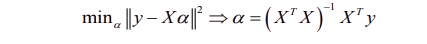 min_α ‖y − Xα‖² ⇒ α = (XᵀX)⁻¹ Xᵀy